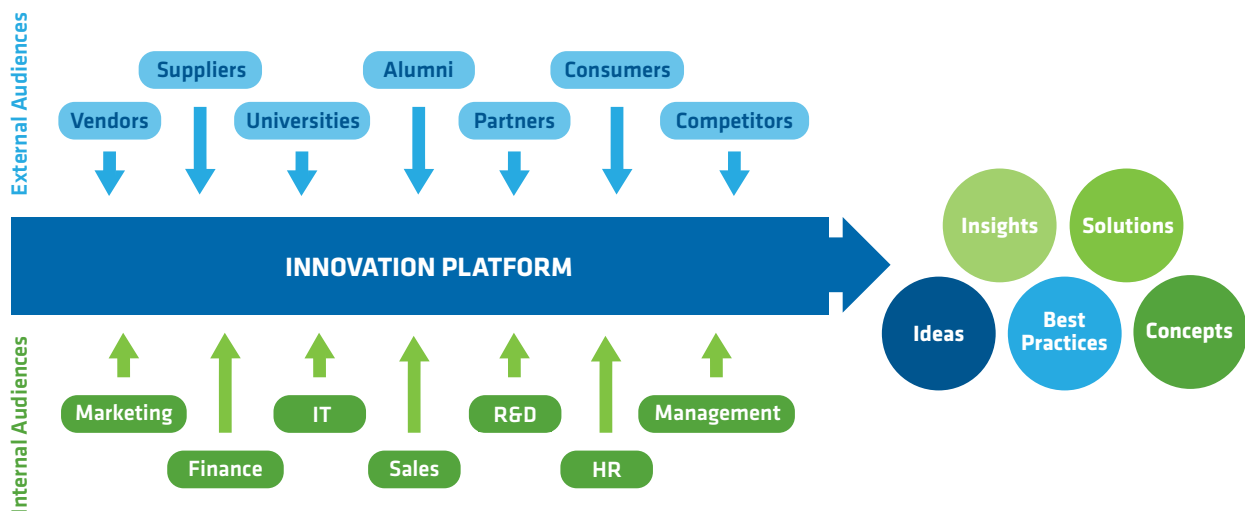 External Audiences
Suppliers
Alumni
Consumers
Vendors
Universities
Partners
Competitors
INNOVATION PLATFORM
Insights
Solutions
Ideas
Best
Practices
Concepts
Internal Audiences
Marketing
IT
R&D
Management
Finance
Sales
HR